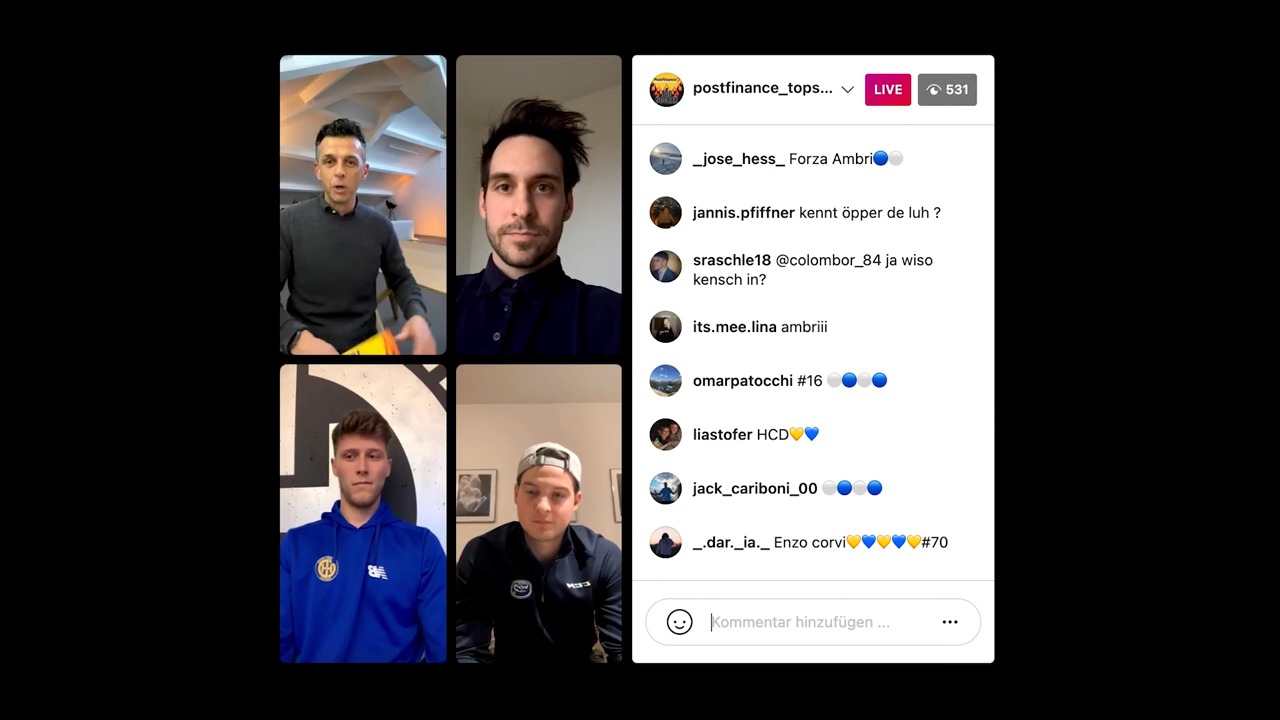 postfinance_tops...
LIVE
531
_jose_hess_ Forza Ambri🔵⚪
jannis.pfiffner kennt öpper de luh ?
sraschle18 @colombor_84 ja wiso
kensch in?
its.mee.lina ambriii
omarpatocchi #16 ⚪🔵⚪🔵
liastofer HCD💛💙
jack_cariboni_00 ⚪🔵⚪🔵
_.dar._ia._ Enzo corvi💛💙💛💙💛#70
Kommentar hinzufügen ...